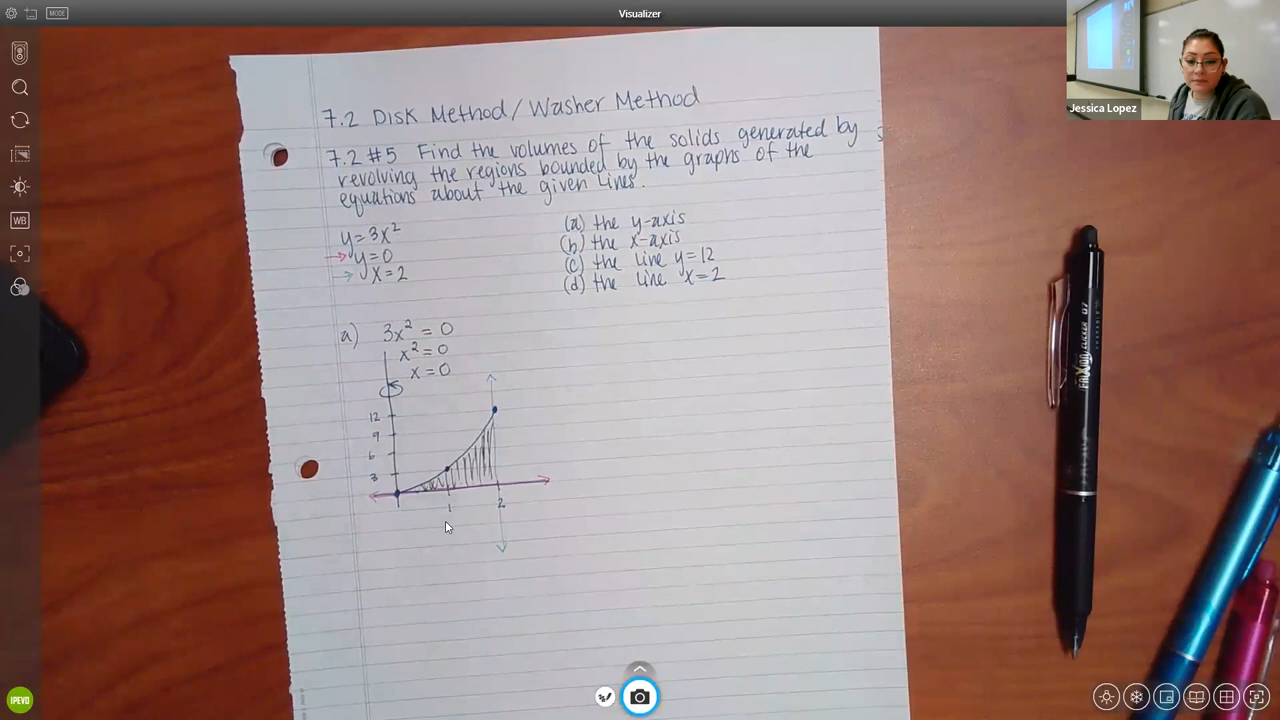 MODE
Visualizer
Jessica Lopez
WB
7.2 Disk Method/Washer Method
7.2 #5 Find the volumes of the solids generated by
revolving the regions bounded by the graphs of the
equations about the given lines.
y=3x²
y=0
x=2
(a) the y-axis
(b) the x-axis
(c) the line y=12
(d) the line x=2
a) 3x² = 0
x² = 0
x = 0
12
9
6
3
1
2
IPEVO